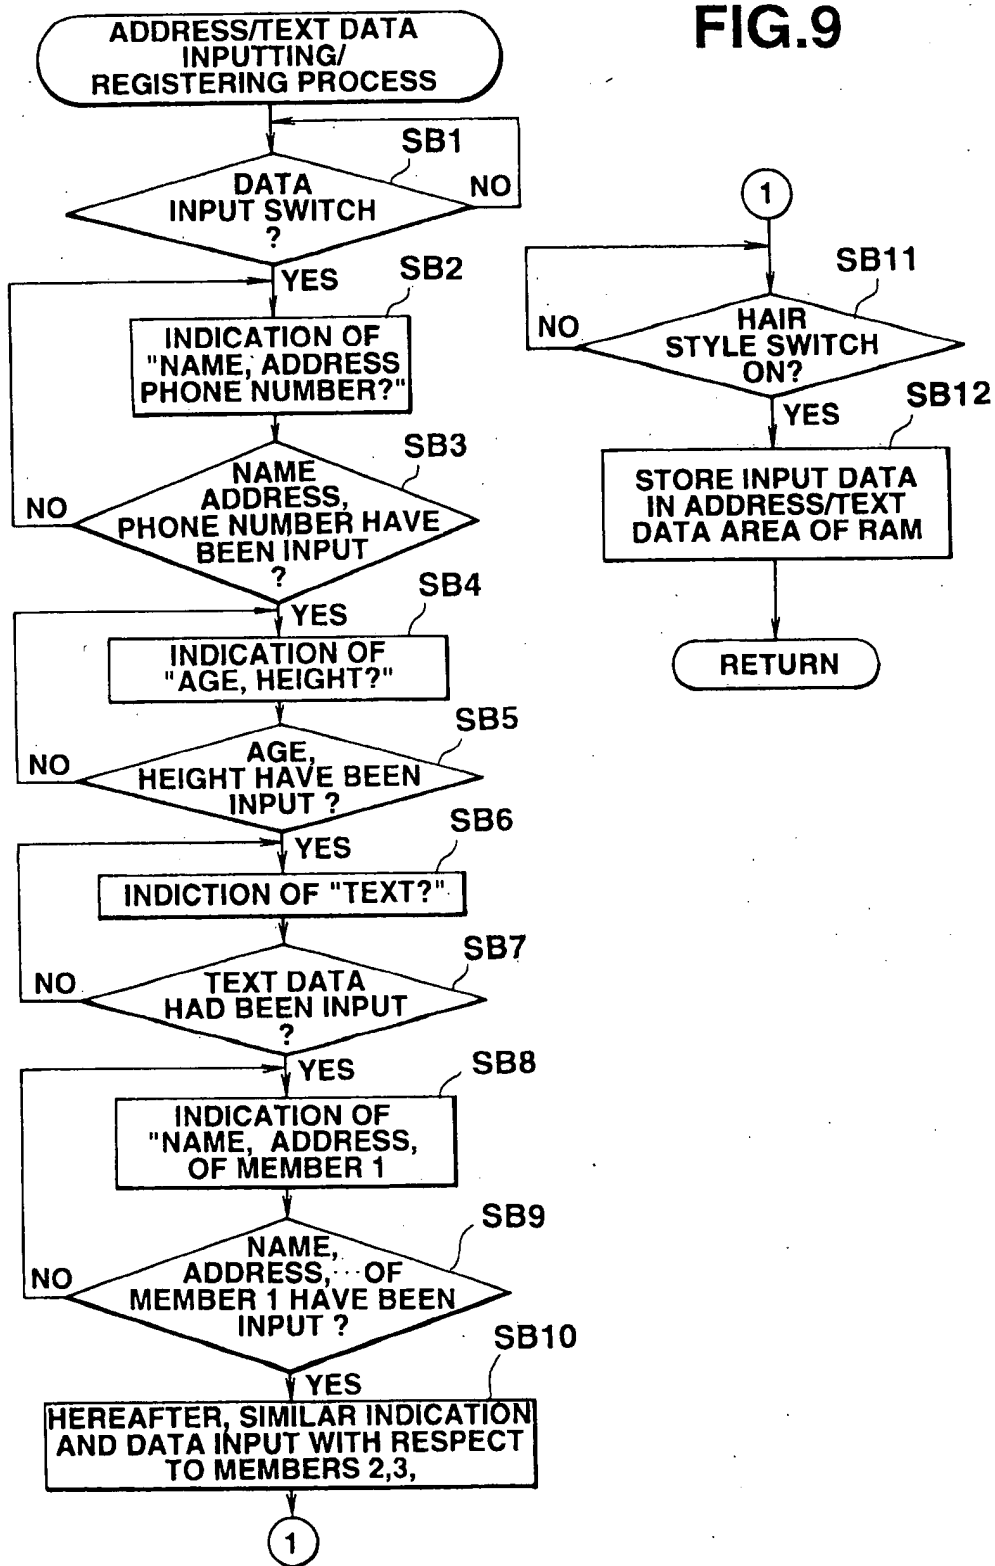 FIG.9
ADDRESS/TEXT DATA
INPUTTING/
REGISTERING PROCESS
SB1
DATA
INPUT SWITCH
?
NO
YES
SB2
INDICATION OF
"NAME, ADDRESS
PHONE NUMBER?"
SB3
NAME
ADDRESS,
PHONE NUMBER HAVE
BEEN INPUT
?
NO
YES
SB4
INDICATION OF
"AGE, HEIGHT?"
SB5
AGE,
HEIGHT HAVE BEEN
INPUT ?
NO
YES
SB6
INDICTION OF "TEXT?"
SB7
TEXT DATA
HAD BEEN INPUT
?
NO
YES
SB8
INDICATION OF
"NAME, ADDRESS,
OF MEMBER 1
SB9
NAME,
ADDRESS,···OF
MEMBER 1 HAVE BEEN
INPUT ?
NO
YES
SB10
HEREAFTER, SIMILAR INDICATION
AND DATA INPUT WITH RESPECT
TO MEMBERS 2,3,
1
1
SB11
HAIR
STYLE SWITCH
ON?
NO
YES
SB12
STORE INPUT DATA
IN ADDRESS/TEXT
DATA AREA OF RAM
RETURN